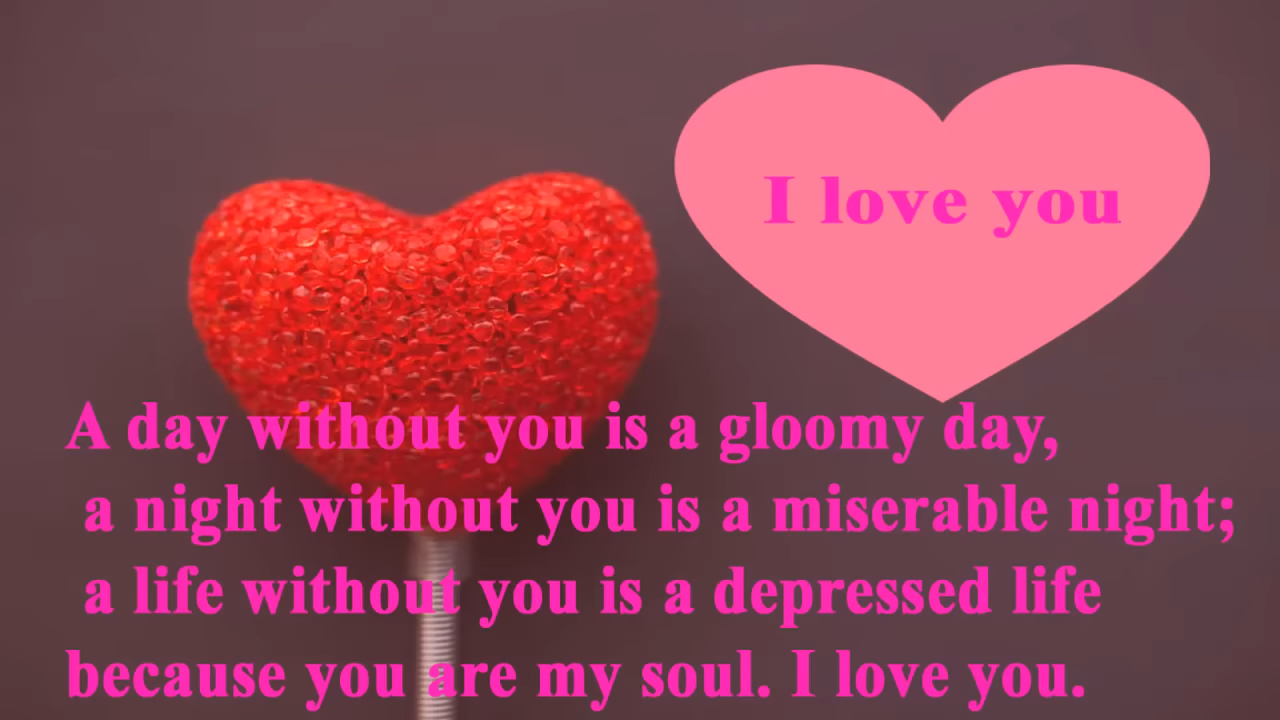 I love you
A day without you is a gloomy day,
a night without you is a miserable night;
a life without you is a depressed life
because you are my soul. I love you.